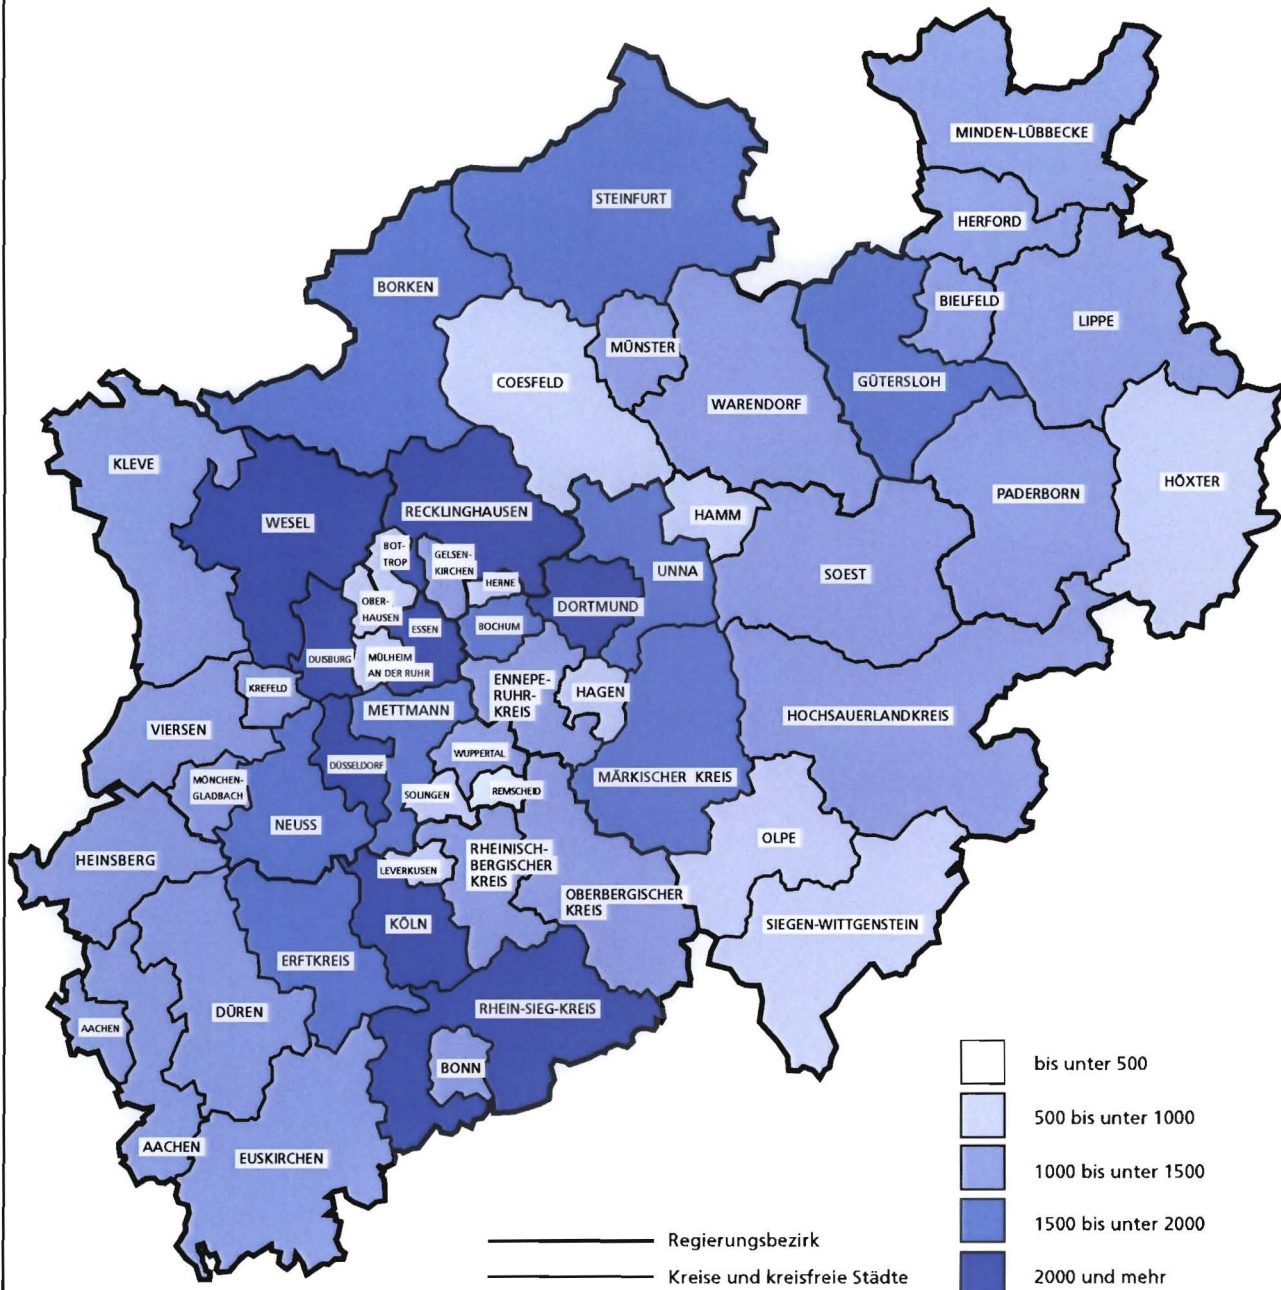 MINDEN-LÜBBECKE
STEINFURT
HERFORD
BORKEN
BIELFELD
LIPPE
MÜNSTER
COESFELD
GÜTERSLOH
WARENDORF
KLEVE
HÖXTER
PADERBORN
RECKLINGHAUSEN
WESEL
HAMM
BOT-
TROP
GELSEN-
KIRCHEN
UNNA
SOEST
HERNE
OBER-
HAUSEN
DORTMUND
ESSEN
BOCHUM
DUISBURG
MÜLHEIM
AN DER RUHR
KREFELD
ENNEPE-
RUHR-
KREIS
HAGEN
METTMANN
HOCHSAUERLANDKREIS
VIERSEN
WUPPERTAL
DÜSSELDORF
MÖNCHEN-
GLADBACH
MÄRKISCHER KREIS
SOLINGEN
REMSCHEID
NEUSS
OLPE
HEINSBERG
RHEINISCH-
BERGISCHER
KREIS
LEVERKUSEN
OBERBERGISCHER
KREIS
KÖLN
SIEGEN-WITTGENSTEIN
ERFTKREIS
RHEIN-SIEG-KREIS
DÜREN
AACHEN
BONN
AACHEN
EUSKIRCHEN
bis unter 500
500 bis unter 1000
1000 bis unter 1500
1500 bis unter 2000
2000 und mehr
Regierungsbezirk
Kreise und kreisfreie Städte